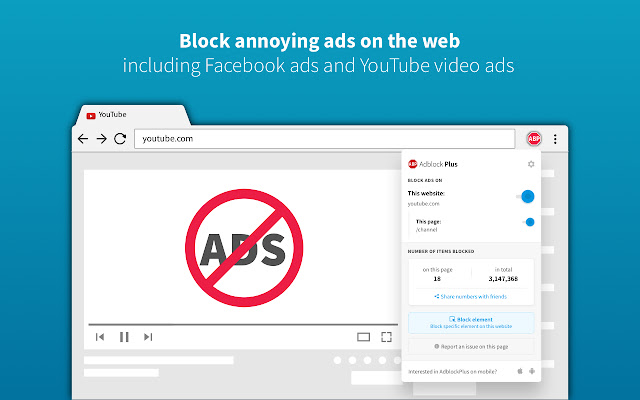 Block annoying ads on the web
including Facebook ads and YouTube video ads
YouTube
youtube.com
ABP
ADS
ABP Adblock Plus
BLOCK ADS ON
This website:
youtube.com
This page:
/channel
NUMBER OF ITEMS BLOCKED
on this page
18
in total
3,147,368
Share numbers with friends
Block element
Block specific element on this website
Report an issue on this page
Interested in AdblockPlus on mobile?